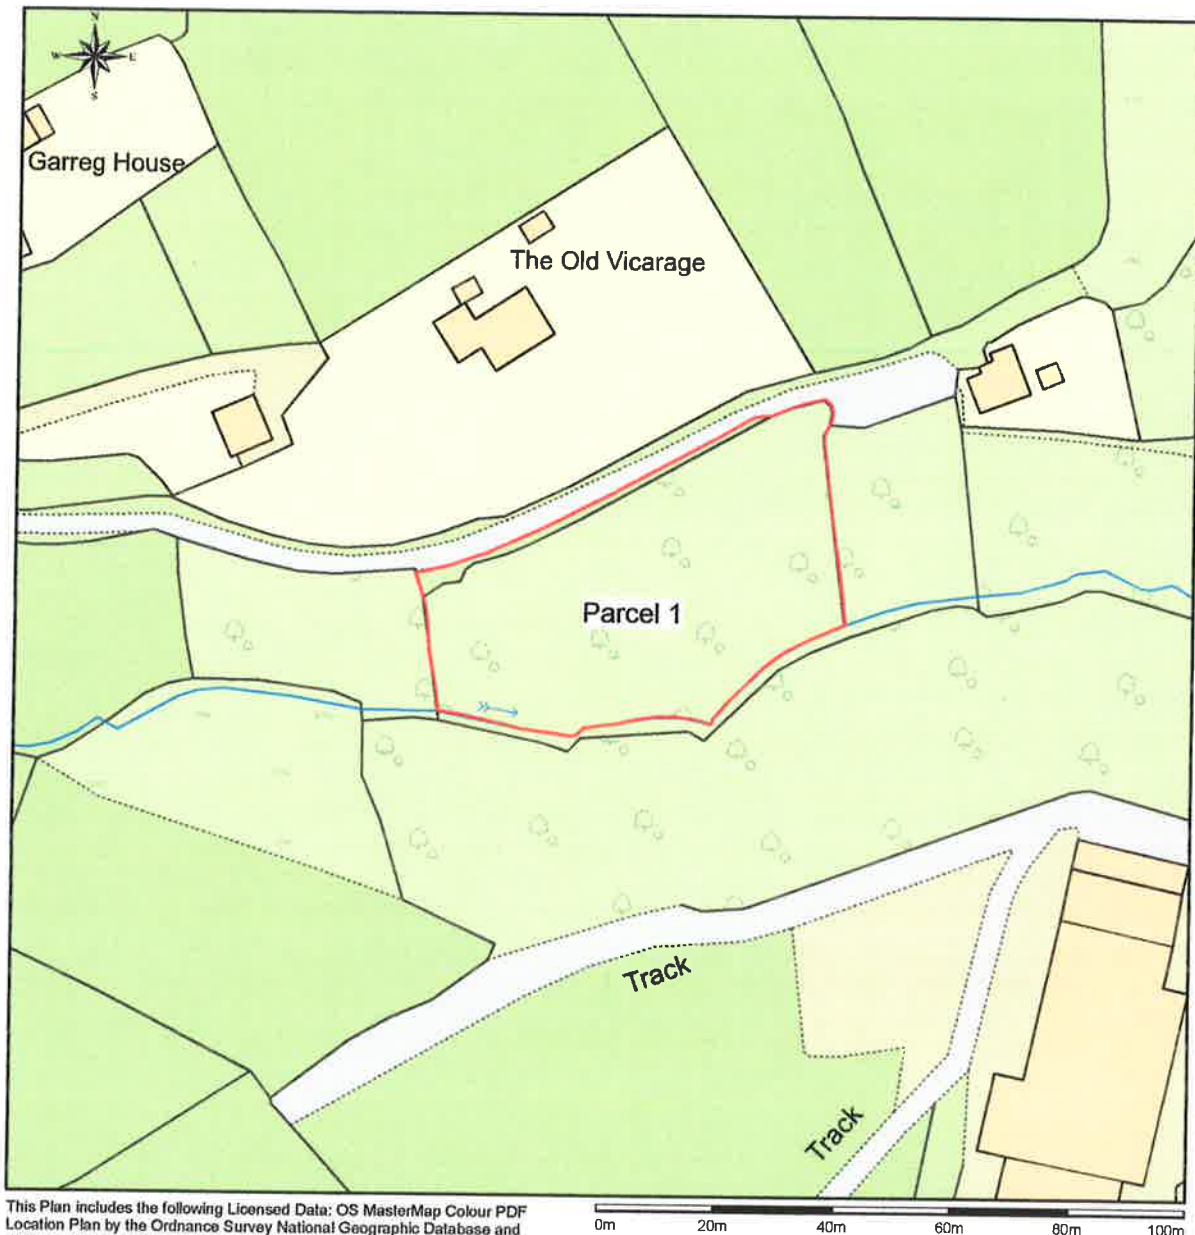 N
W E
S
Garreg House
The Old Vicarage
Parcel 1
Track
Track
This Plan includes the following Licensed Data: OS MasterMap Colour PDF
Location Plan by the Ordnance Survey National Geographic Database and
0m 20m 40m 60m 80m 100m